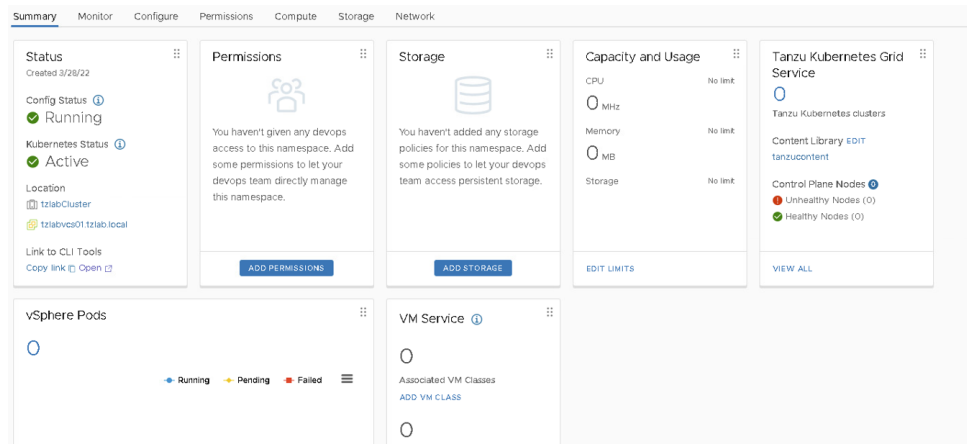 Summary Monitor Configure Permissions Compute Storage Network
Status
Created 3/28/22
Config Status
Running
Kubernetes Status
Active
Location
tzlabCluster
tzlabvcs01.tzlab.local
Link to CLI Tools
Copy link Open
Permissions
You haven't given any devops
access to this namespace. Add
some permissions to let your
devops team directly manage
this namespace.
ADD PERMISSIONS
Storage
You haven't added any storage
policies for this namespace. Add
some policies to let your devops
team access persistent storage.
ADD STORAGE
Capacity and Usage
CPU No limit
0 MHz
Memory No limit
0 MB
Storage No limit
EDIT LIMITS
Tanzu Kubernetes Grid
Service
0
Tanzu Kubernetes clusters
Content Library EDIT
tanzucontent
Control Plane Nodes 0
Unhealthy Nodes (0)
Healthy Nodes (0)
VIEW ALL
vSphere Pods
0
Running Pending Failed
VM Service
0
Associated VM Classes
ADD VM CLASS
0